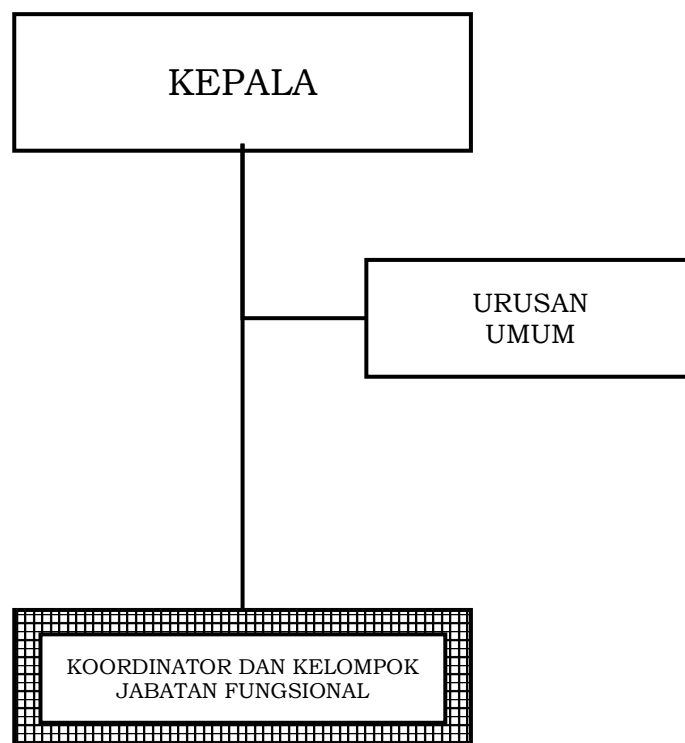 KEPALA
URUSAN
UMUM
KOORDINATOR DAN KELOMPOK
JABATAN FUNGSIONAL